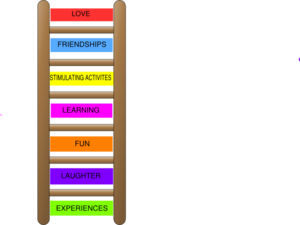 LOVE
FRIENDSHIPS
STIMULATING ACTIVITES
LEARNING
FUN
LAUGHTER
EXPERIENCES